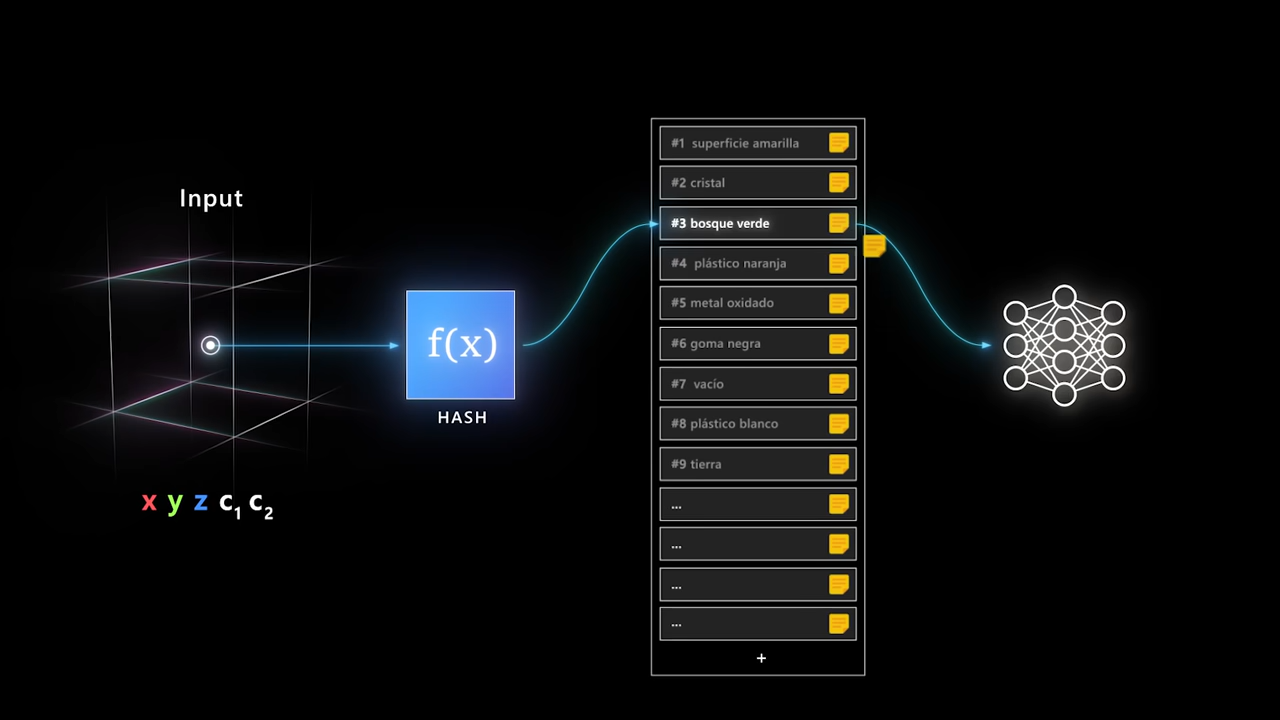 Input
x y z c1 c2
f(x)
HASH
#1 superficie amarilla
#2 cristal
#3 bosque verde
#4 plástico naranja
#5 metal oxidado
#6 goma negra
#7 vacío
#8 plástico blanco
#9 tierra
...
...
...
...
+